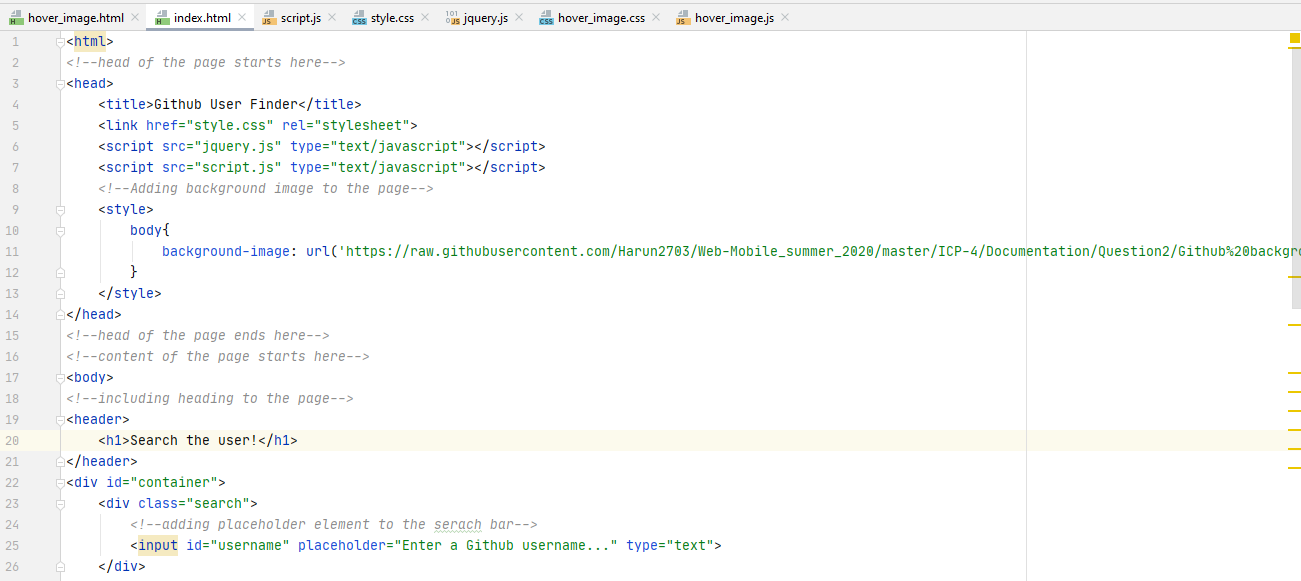 hover_image.html index.html script.js style.css jquery.js hover_image.css hover_image.js
1 <html>
2 <!--head of the page starts here-->
3 <head>
4 <title>Github User Finder</title>
5 <link href="style.css" rel="stylesheet">
6 <script src="jquery.js" type="text/javascript"></script>
7 <script src="script.js" type="text/javascript"></script>
8 <!--Adding background image to the page-->
9 <style>
10 body{
11 background-image: url('https://raw.githubusercontent.com/Harun2703/Web-Mobile_summer_2020/master/ICP-4/Documentation/Question2/Github%20backgro
12 }
13 </style>
14 </head>
15 <!--head of the page ends here-->
16 <!--content of the page starts here-->
17 <body>
18 <!--including heading to the page-->
19 <header>
20 <h1>Search the user!</h1>
21 </header>
22 <div id="container">
23 <div class="search">
24 <!--adding placeholder element to the serach bar-->
25 <input id="username" placeholder="Enter a Github username..." type="text">
26 </div>